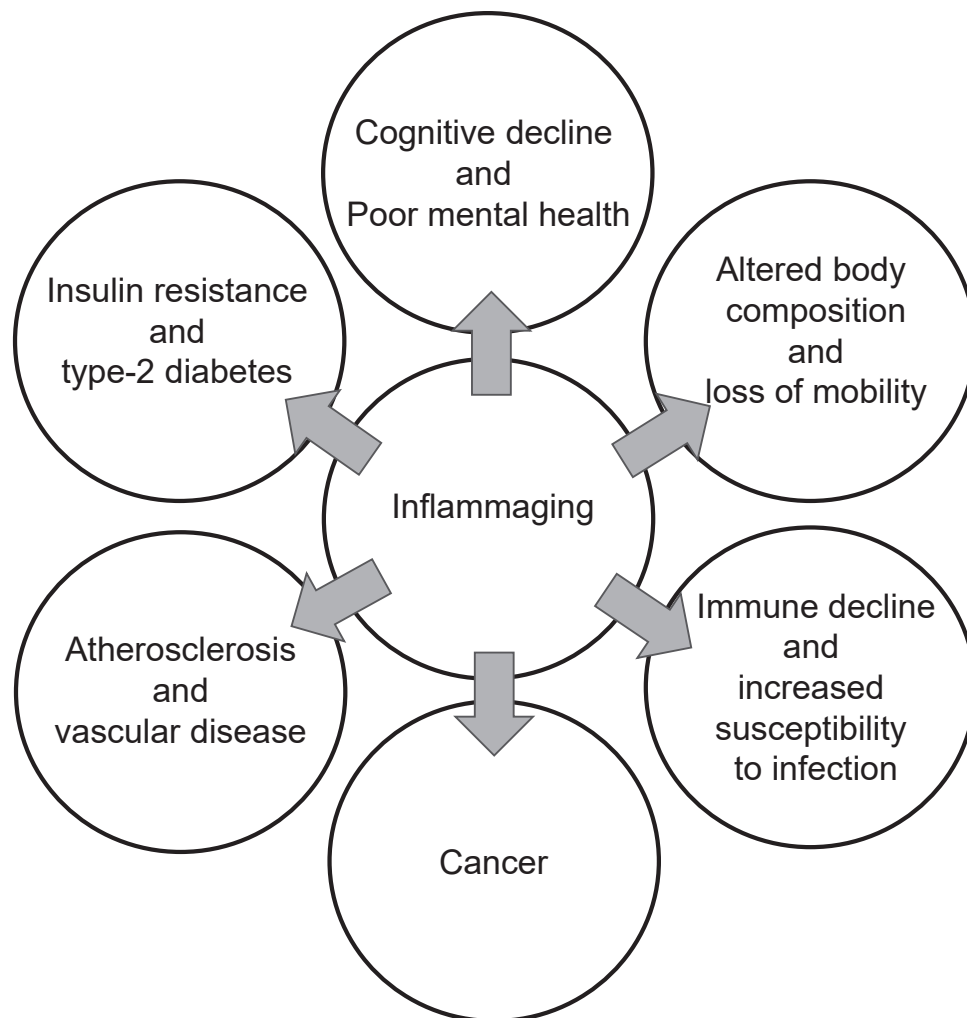 Cognitive decline
and
Poor mental health
Insulin resistance
and
type-2 diabetes
Altered body
composition
and
loss of mobility
Inflammaging
Atherosclerosis
and
vascular disease
Immune decline
and
increased
susceptibility
to infection
Cancer